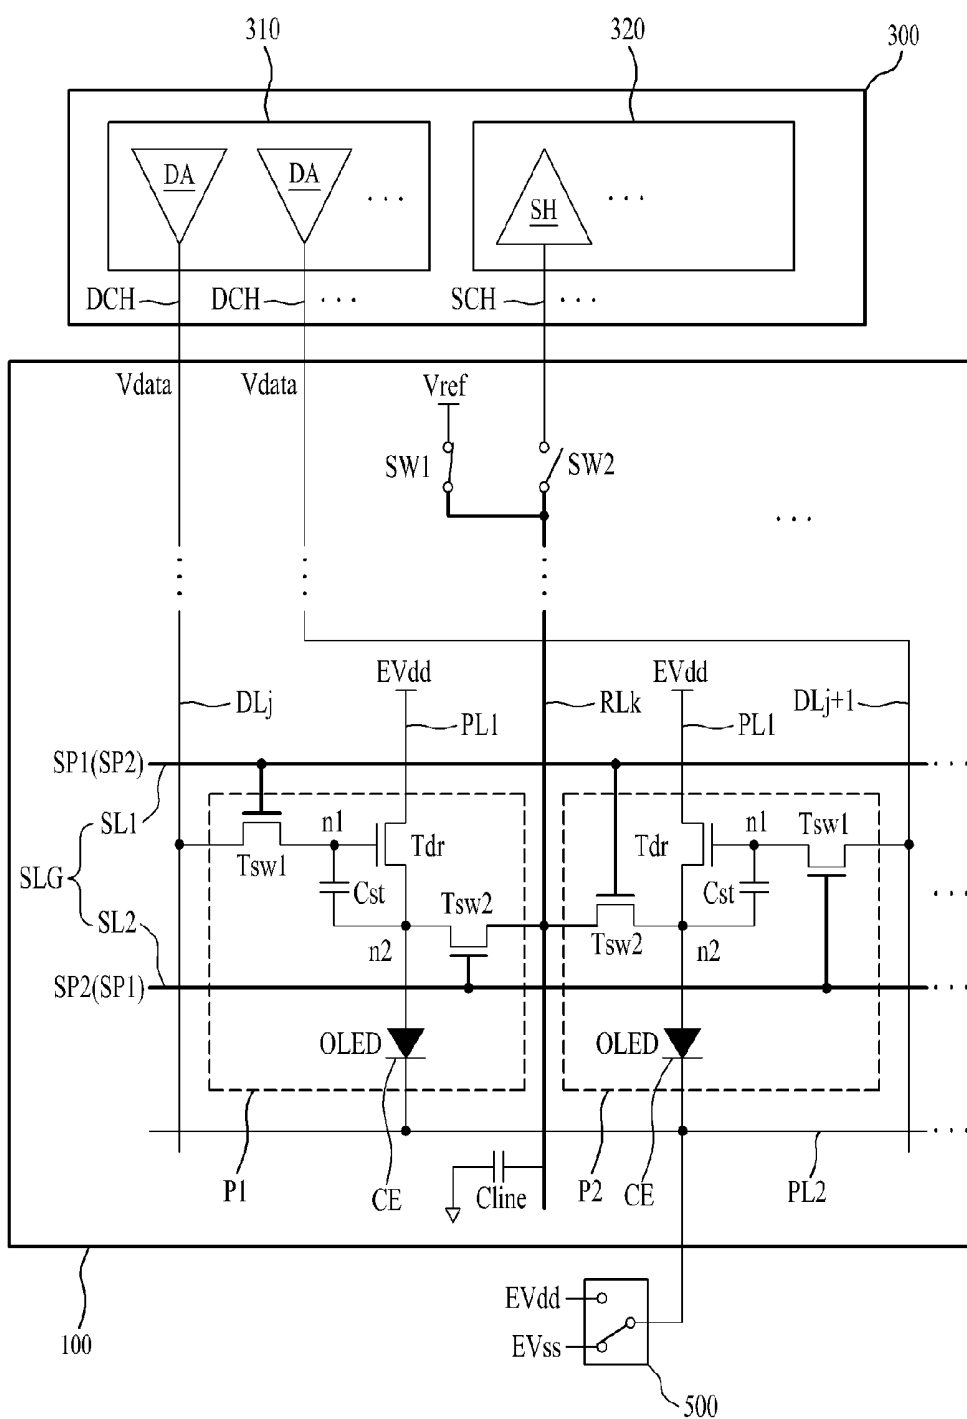 310
320
300
DA
DA
. . .
SH
. . .
DCH
DCH
. . .
SCH
. . .
Vdata
Vdata
Vref
SW1
SW2
. . .
EVdd
EVdd
DLj
PL1
RLk
PL1
DLj+1
SP1(SP2)
. . .
SL1
n1
Tsw1
Tdr
Tdr
n1
Tsw1
SLG
Cst
Tsw2
Cst
. . .
SL2
n2
Tsw2
n2
SP2(SP1)
. . .
OLED
OLED
. . .
P1
CE
Cline
P2
CE
PL2
100
EVdd
EVss
500